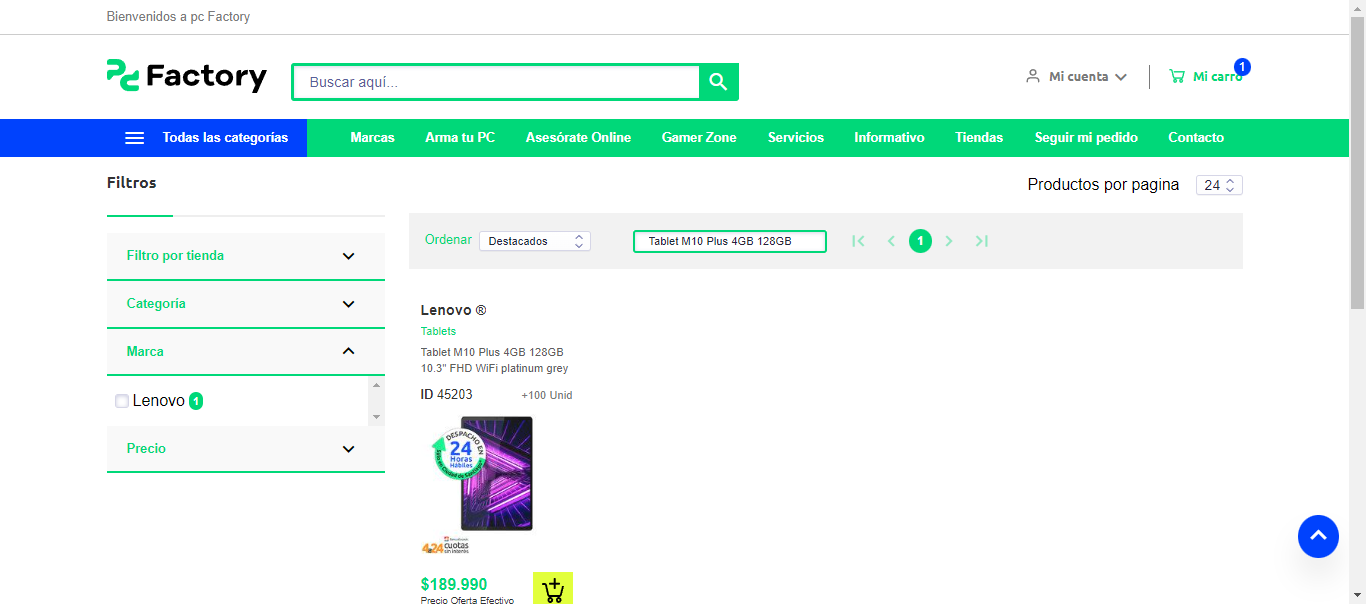 Bienvenidos a pc Factory
pc Factory
Buscar aquí...
Mi cuenta
Mi carro
1
Todas las categorías
Marcas
Arma tu PC
Asesórate Online
Gamer Zone
Servicios
Informativo
Tiendas
Seguir mi pedido
Contacto
Filtros
Productos por pagina 24
Filtro por tienda
Categoría
Marca
Lenovo 1
Precio
Ordenar Destacados
Tablet M10 Plus 4GB 128GB
1
Lenovo ®
Tablets
Tablet M10 Plus 4GB 128GB
10.3" FHD WiFi platinum grey
ID 45203 +100 Unid
DESPACHO EN
24
Horas
Hábiles
cuotas
sin interés
$189.990
Precio Oferta Efectivo